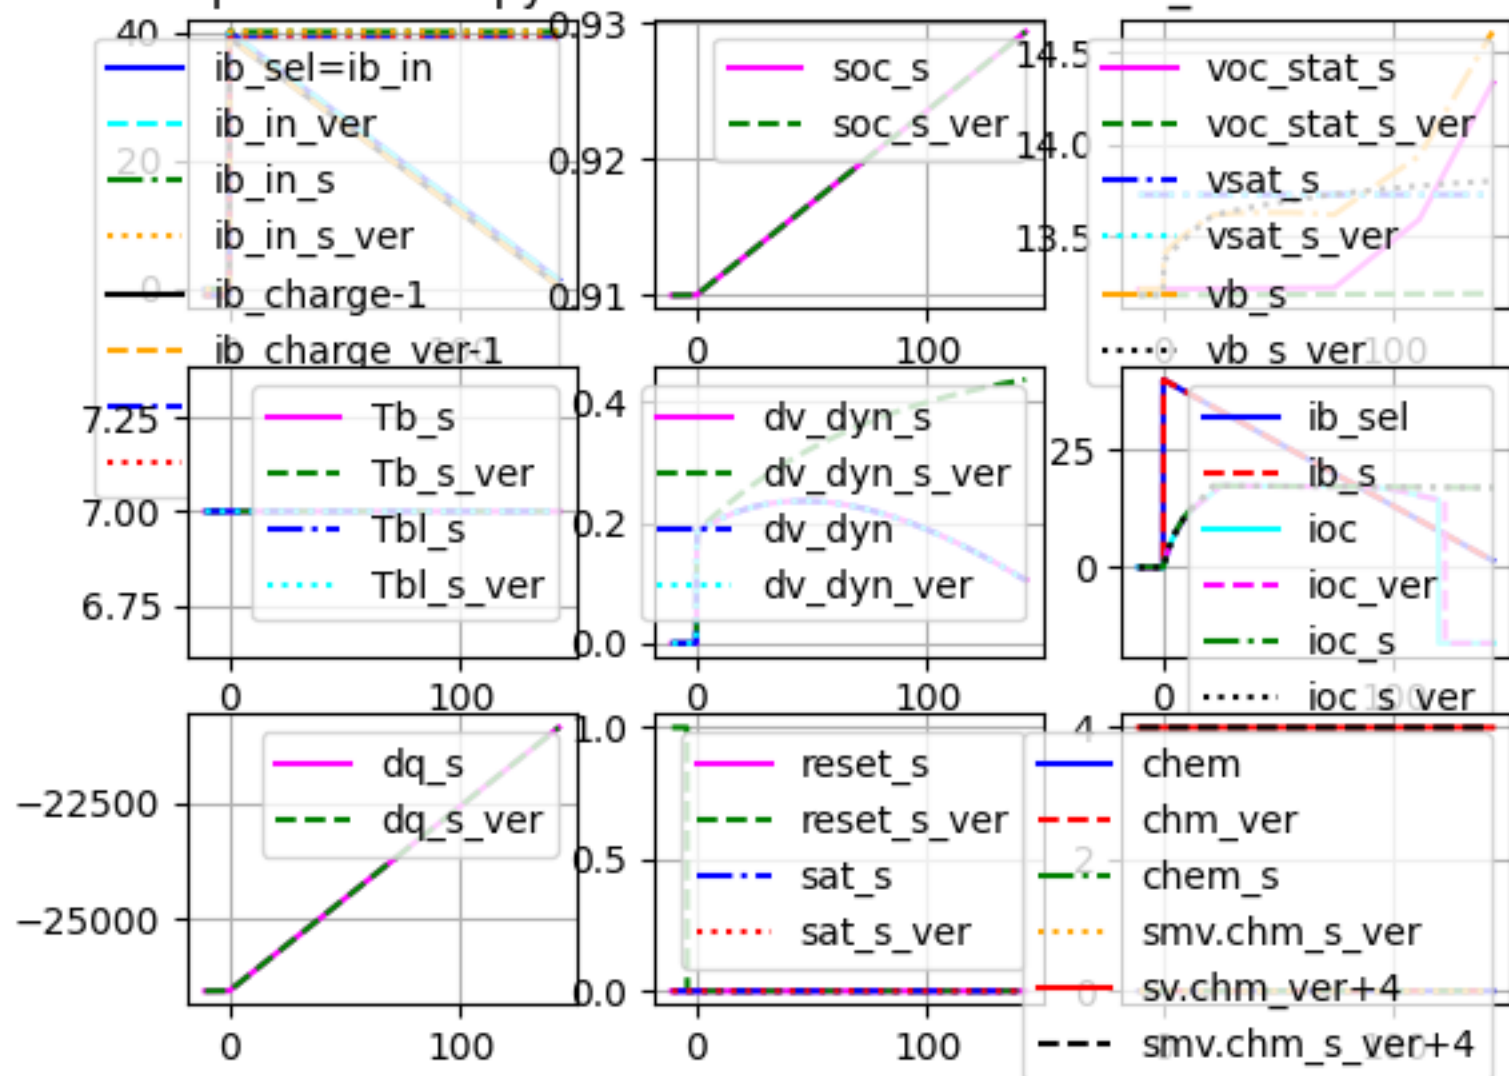 40
20
0
ib_sel=ib_in
ib_in_ver
ib_in_s
ib_in_s_ver
ib_charge-1
ib_charge_ver-1
100
0.93
0.92
0.91
soc_s
soc_s_ver
0 100
14.5
14.0
13.5
voc_stat_s
voc_stat_s_ver
vsat_s
vsat_s_ver
vb_s
vb_s_ver
0 100
7.25
7.00
6.75
Tb_s
Tb_s_ver
Tbl_s
Tbl_s_ver
0 100
0.4
0.2
0.0
dv_dyn_s
dv_dyn_s_ver
dv_dyn
dv_dyn_ver
0 100
25
0
ib_sel
ib_s
ioc
ioc_ver
ioc_s
ioc_s_ver
0 100
−22500
−25000
dq_s
dq_s_ver
0 100
1.0
0.5
0.0
reset_s
reset_s_ver
sat_s
sat_s_ver
0 100
4
2
0
chem
chm_ver
chem_s
smv.chm_s_ver
sv.chm_ver+4
smv.chm_s_ver+4
100